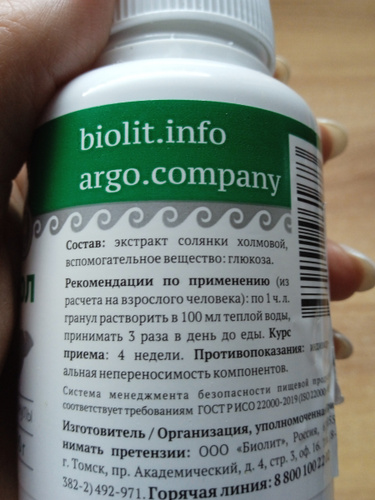 biolit.info
argo.company
Состав: экстракт солянки холмовой,
вспомогательное вещество: глюкоза.
Рекомендации по применению (из
расчета на взрослого человека): по 1 ч. л.
гранул растворить в 100 мл теплой воды,
принимать 3 раза в день до еды. Курс
приема: 4 недели. Противопоказания:
альная непереносимость компонентов.
Система менеджмента безопасности пищевой
соответствует требованиям ГОСТ Р ИСО 22000-2019 (ISO
Изготовитель / Организация, уполномоченная
нимать претензии: ООО «Биолит», Россия,
г. Томск, пр. Академический, д. 4, стр. 3, оф. 16,
382-2) 492-971. Горячая линия: 8 800 100